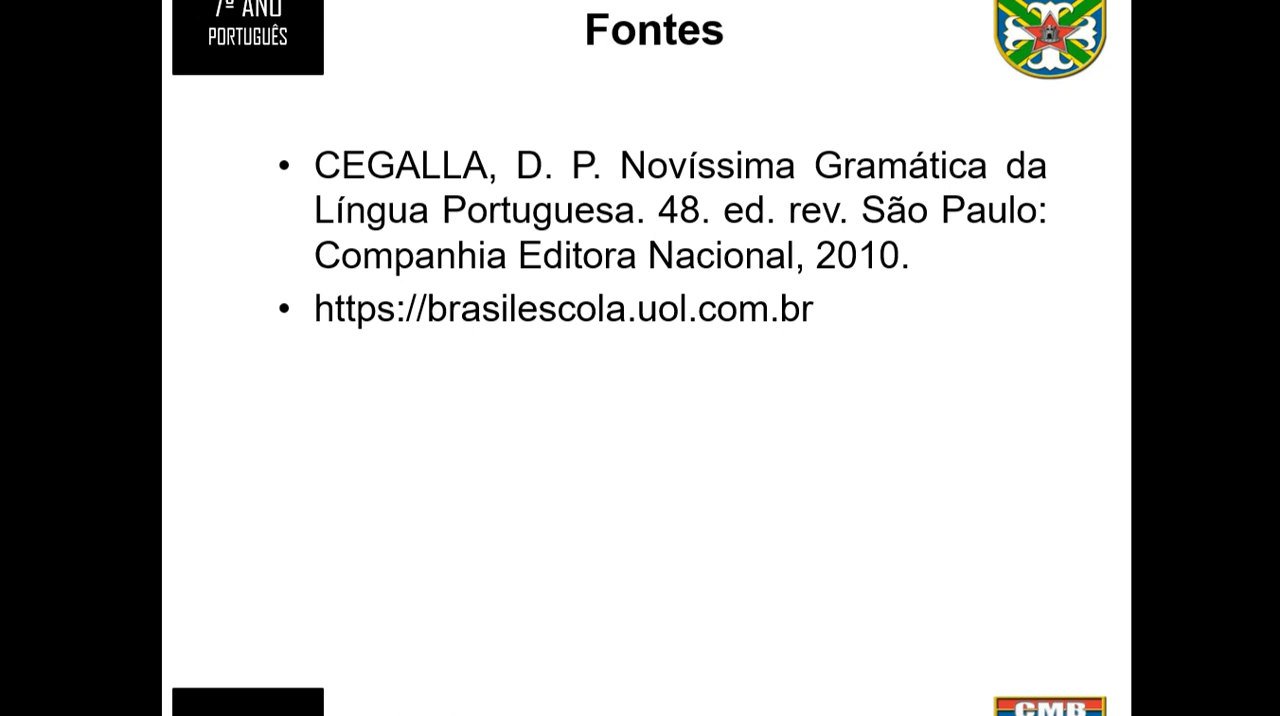 7º ANO
PORTUGUÊS
Fontes
• CEGALLA, D. P. Novíssima Gramática da
Língua Portuguesa. 48. ed. rev. São Paulo:
Companhia Editora Nacional, 2010.
• https://brasilescola.uol.com.br
CMB